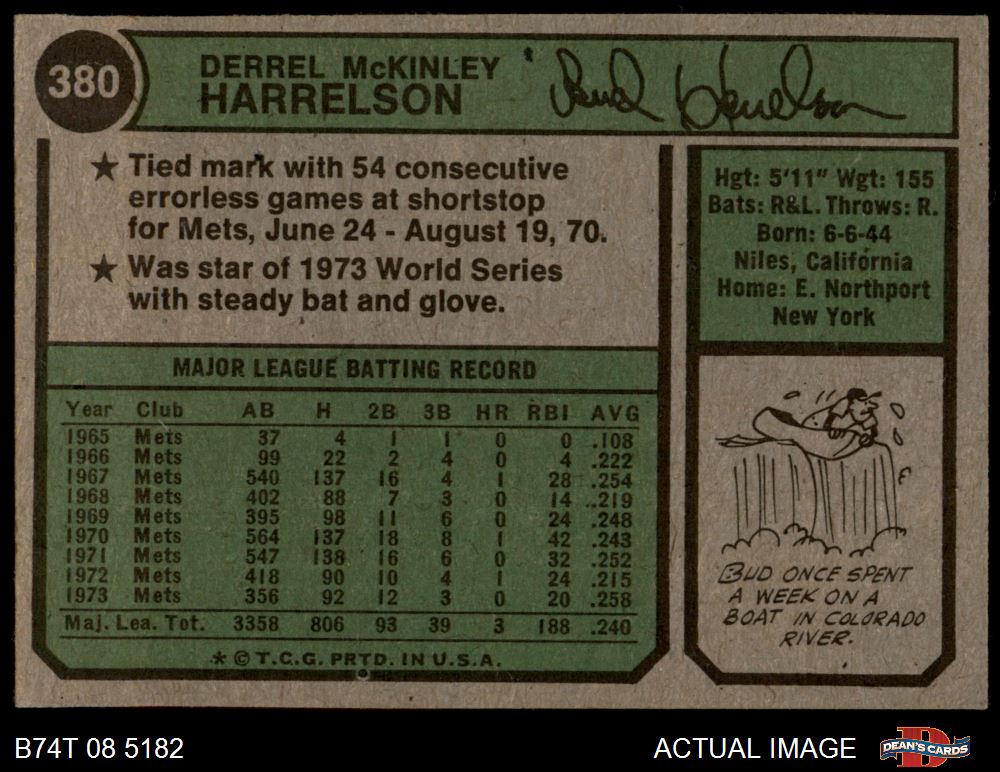 380
DERREL McKINLEY
HARRELSON
Bud Harrelson
★ Tied mark with 54 consecutive
errorless games at shortstop
for Mets, June 24 - August 19, 70.
★ Was star of 1973 World Series
with steady bat and glove.
Hgt: 5'11" Wgt: 155
Bats: R&L. Throws: R.
Born: 6-6-44
Niles, California
Home: E. Northport
New York
MAJOR LEAGUE BATTING RECORD
Year Club AB H 2B 3B HR RBI AVG
1965 Mets 37 4 1 1 0 0 .108
1966 Mets 99 22 2 4 0 4 .222
1967 Mets 540 137 16 4 1 28 .254
1968 Mets 402 88 7 3 0 14 .219
1969 Mets 395 98 11 6 0 24 .248
1970 Mets 564 137 18 8 1 42 .243
1971 Mets 547 138 16 6 0 32 .252
1972 Mets 418 90 10 4 1 24 .215
1973 Mets 356 92 12 3 0 20 .258
Maj. Lea. Tot. 3358 806 93 39 3 188 .240
* © T.C.G. PRTD. IN U.S.A.
BUD ONCE SPENT
A WEEK ON A
BOAT IN COLORADO
RIVER.
B74T 08 5182
ACTUAL IMAGE
D
DEAN'S CARDS